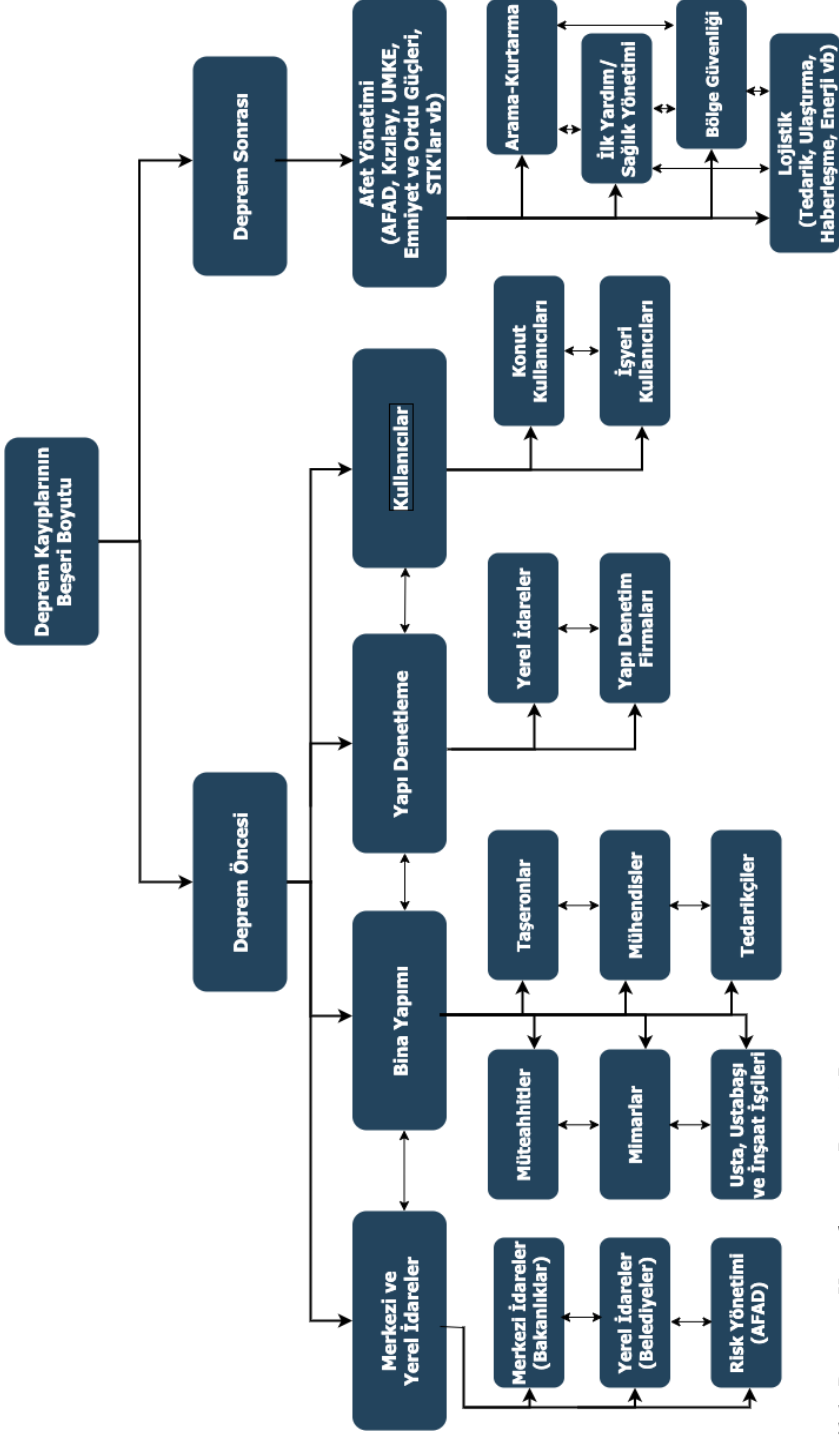 Deprem Kayıplarının
Beşeri Boyutu
Deprem Öncesi
Deprem Sonrası
Merkezi ve
Yerel İdareler
Bina Yapımı
Yapı Denetleme
Kullanıcılar
Afet Yönetimi
(AFAD, Kızılay, UMKE,
Emniyet ve Ordu Güçleri,
STK'lar vb)
Merkezi İdareler
(Bakanlıklar)
Yerel İdareler
(Belediyeler)
Risk Yönetimi
(AFAD)
Müteahhitler
Mimarlar
Usta, Ustabaşı
ve İnşaat İşçileri
Taşeronlar
Mühendisler
Tedarikçiler
Yerel İdareler
Yapı Denetim
Firmaları
Konut
Kullanıcıları
İşyeri
Kullanıcıları
Arama-Kurtarma
İlk Yardım/
Sağlık Yönetimi
Bölge Güvenliği
Lojistik
(Tedarik, Ulaştırma,
Haberleşme, Enerji vb)